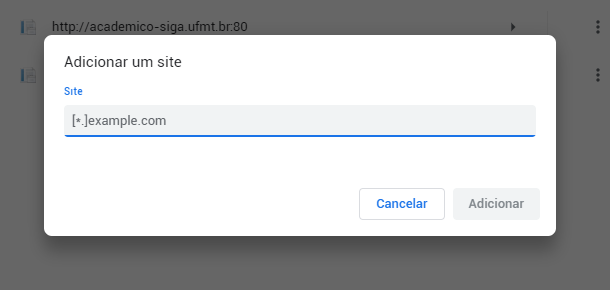 http://academico-siga.ufmt.br:80
Adicionar um site
Site
[*.]example.com
Cancelar
Adicionar